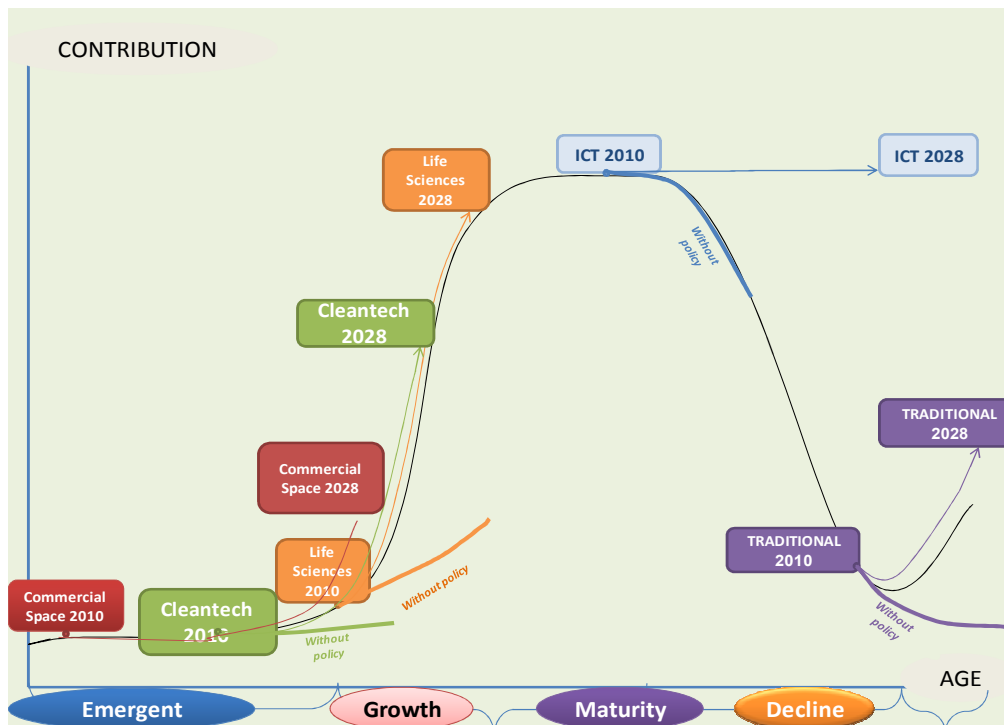 CONTRIBUTION
ICT 2010
ICT 2028
Life
Sciences
2028
Without
policy
Cleantech
2028
TRADITIONAL
2028
Commercial
Space 2028
TRADITIONAL
2010
Life
Sciences
2010
Without policy
Commercial
Space 2010
Cleantech
2010
Without
policy
Without
policy
AGE
Emergent
Growth
Maturity
Decline